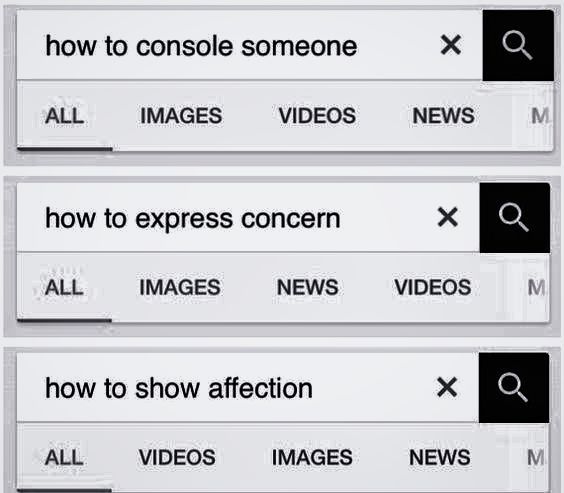 how to console someone ✕
ALL IMAGES VIDEOS NEWS M
how to express concern ✕
ALL IMAGES NEWS VIDEOS M
how to show affection ✕
ALL VIDEOS IMAGES NEWS M